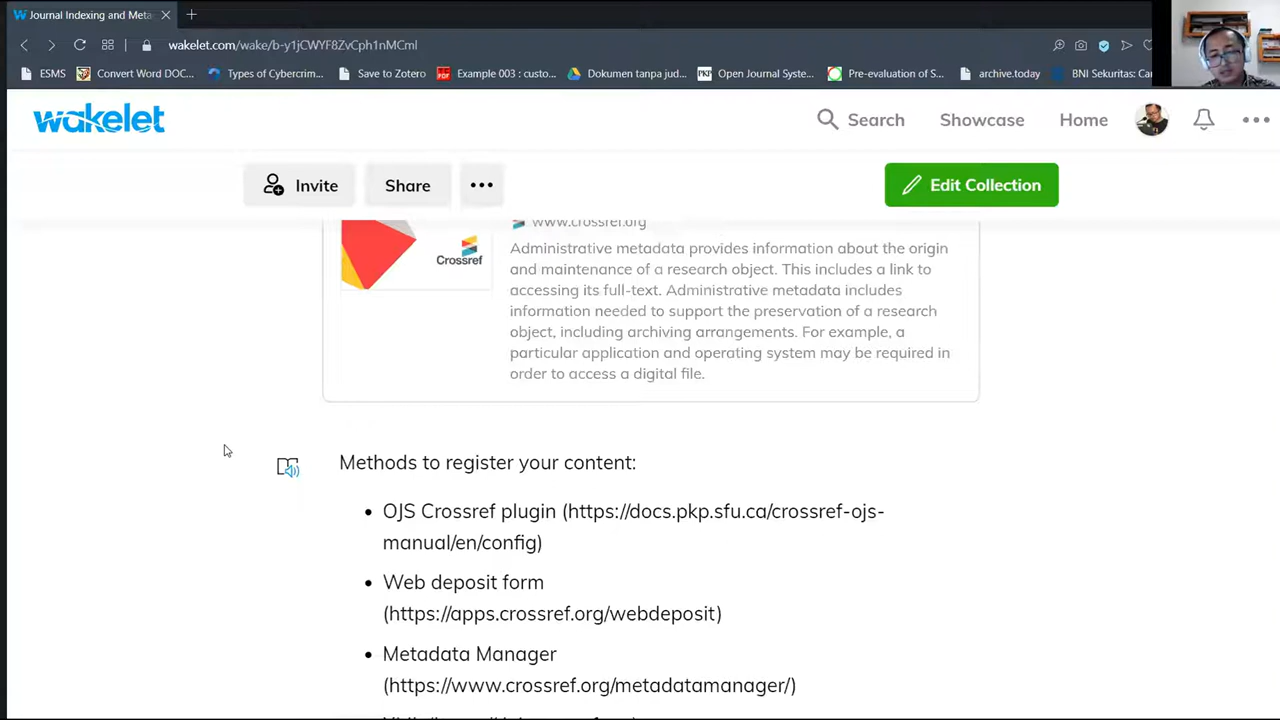 Journal Indexing and Meta
wakelet.com/wake/b-y1jCWYF8ZvCph1nMCmI
ESMS
Convert Word DOC...
Types of Cybercrim...
Save to Zotero
PDF
Example 003 : custo...
Dokumen tanpa jud...
PKP
Open Journal Syste...
Pre-evaluation of S...
archive.today
BNI Sekuritas: Car
wakelet
Search
Showcase
Home
Invite
Share
Edit Collection
www.crossref.org
Crossref
Administrative metadata provides information about the origin
and maintenance of a research object. This includes a link to
accessing its full-text. Administrative metadata includes
information needed to support the preservation of a research
object, including archiving arrangements. For example, a
particular application and operating system may be required in
order to access a digital file.
Methods to register your content:
• OJS Crossref plugin (https://docs.pkp.sfu.ca/crossref-ojs-
manual/en/config)
• Web deposit form
(https://apps.crossref.org/webdeposit)
• Metadata Manager
(https://www.crossref.org/metadatamanager/)